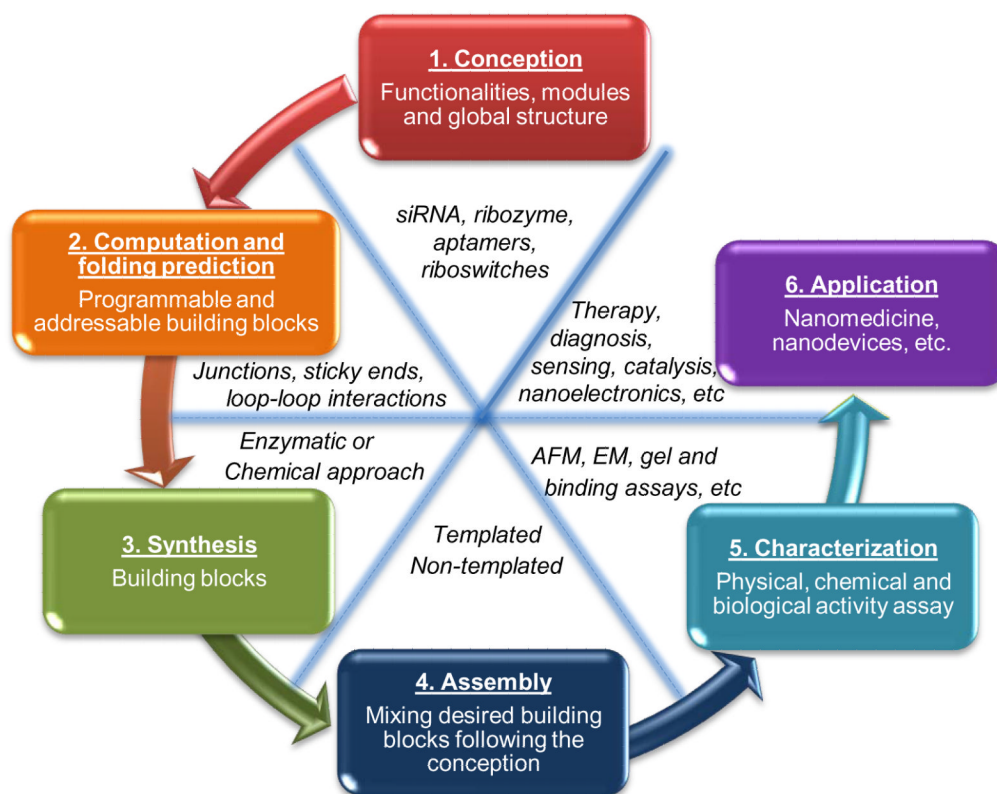 1. Conception
Functionalities, modules
and global structure
siRNA, ribozyme,
aptamers,
riboswitches
2. Computation and
folding prediction
Programmable and
addressable building blocks
Junctions, sticky ends,
loop-loop interactions
3. Synthesis
Building blocks
Enzymatic or
Chemical approach
4. Assembly
Mixing desired building
blocks following the
conception
Templated
Non-templated
5. Characterization
Physical, chemical and
biological activity assay
AFM, EM, gel and
binding assays, etc
6. Application
Nanomedicine,
nanodevices, etc.
Therapy,
diagnosis,
sensing, catalysis,
nanoelectronics, etc